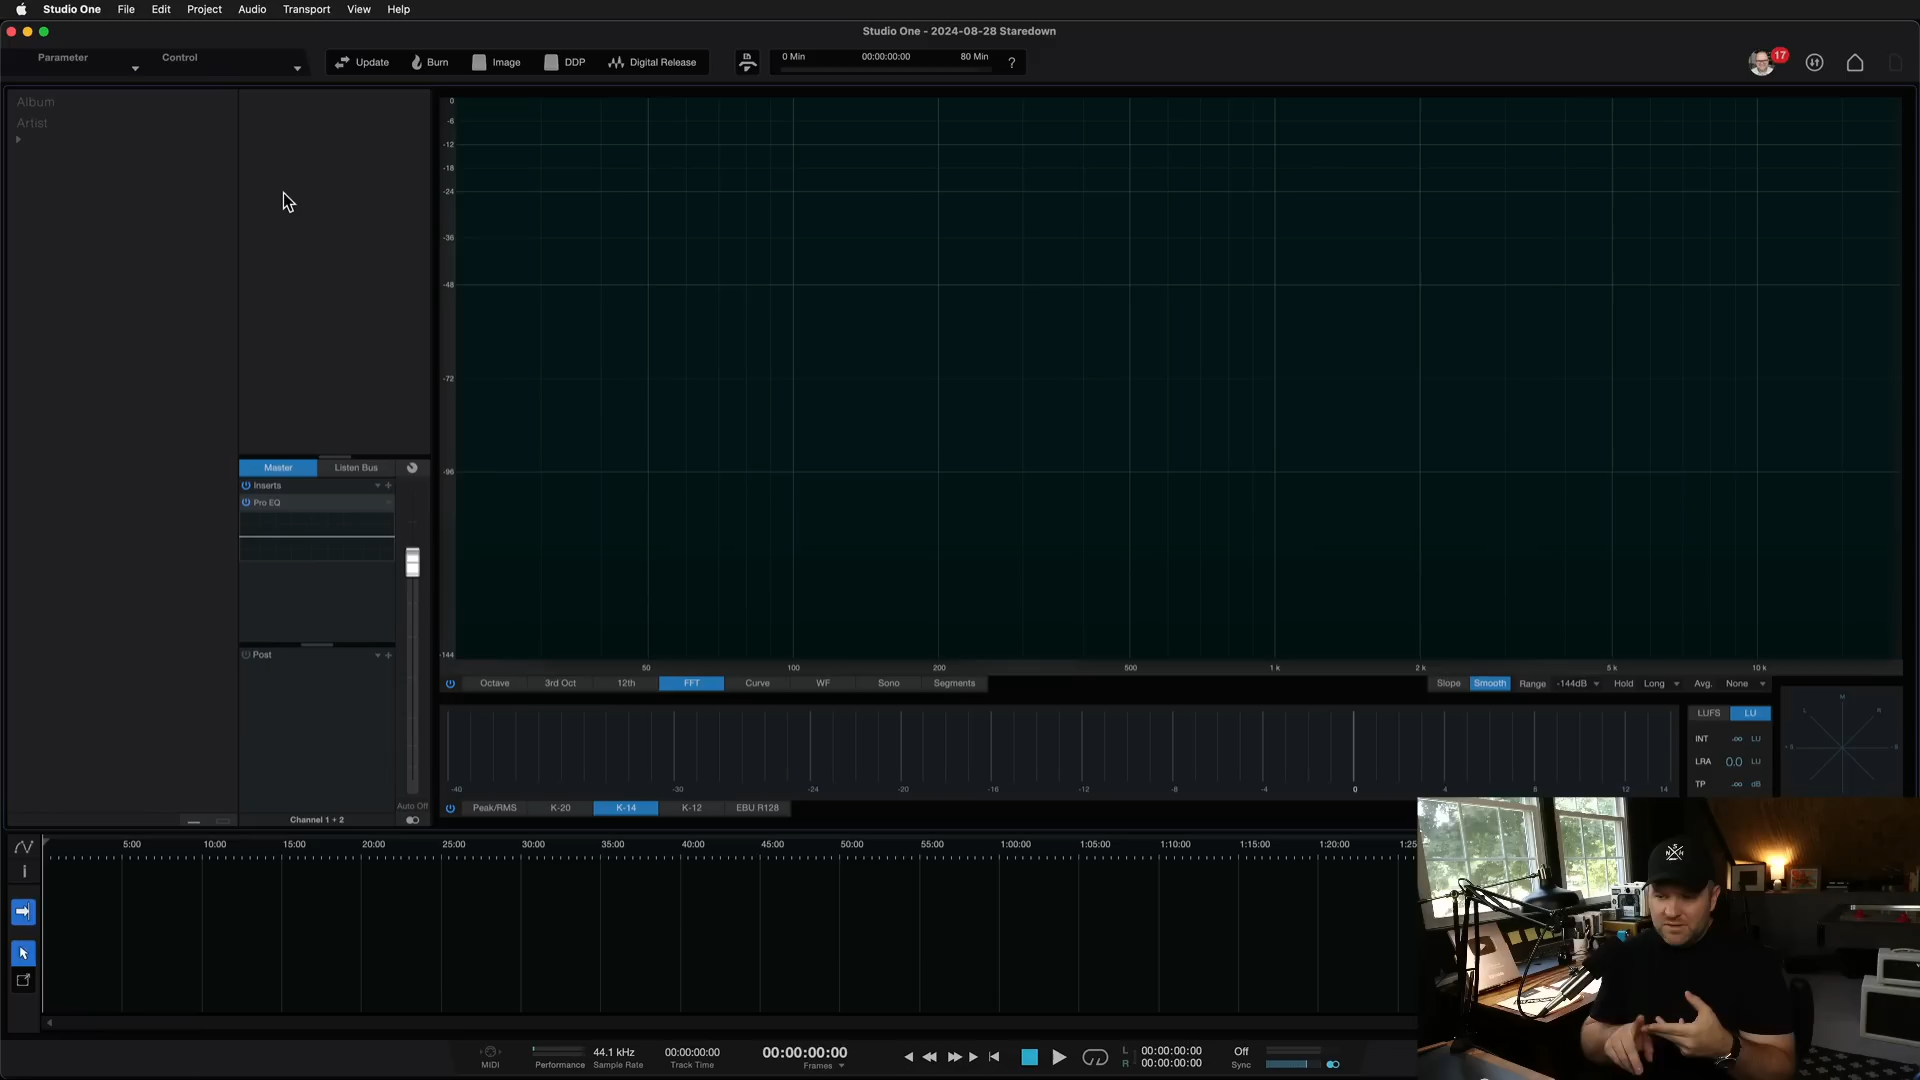 Studio One File Edit Project Audio Transport View Help
Studio One - 2024-08-28 Staredown
Parameter Control
Update Burn Image DDP Digital Release
0 Min 00:00:00:00 80 Min ?
17
Album
Artist
Master Listen Bus
Inserts
Pro EQ
Post
Auto Off
Channel 1 + 2
0
-6
-12
-18
-24
-36
-48
-72
-96
-144
50 100 200 500 1 k 2 k 5 k 10 k
Octave 3rd Oct 12th FFT Curve WF Sono Segments
Slope Smooth Range -144dB Hold Long Avg. None
-40 -30 -24 -20 -16 -12 -8 -4 0 4 8 12 14
Peak/RMS K-20 K-14 K-12 EBU R128
LUFS LU
INT -∞ LU
LRA 0.0 LU
TP -∞ dB
L M R
5:00 10:00 15:00 20:00 25:00 30:00 35:00 40:00 45:00 50:00 55:00 1:00:00 1:05:00 1:10:00 1:15:00 1:20:00 1:25
MIDI
Performance
44.1 kHz
Sample Rate
00:00:00:00
Track Time
00:00:00:00
Frames
L 00:00:00:00
R 00:00:00:00
Off
Sync